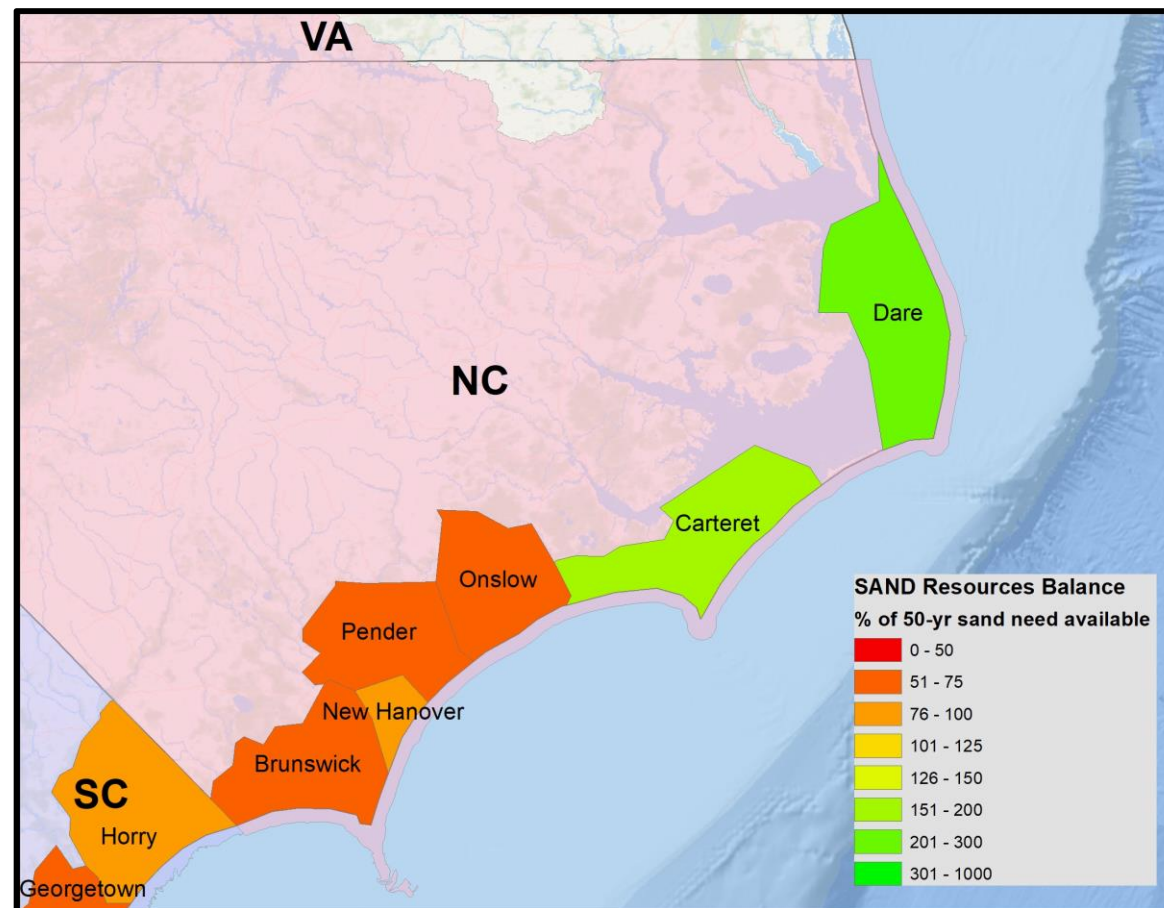 VA
NC
Dare
Carteret
Onslow
Pender
New Hanover
Brunswick
SC
Horry
Georgetown
SAND Resources Balance
% of 50-yr sand need available
0 - 50
51 - 75
76 - 100
101 - 125
126 - 150
151 - 200
201 - 300
301 - 1000